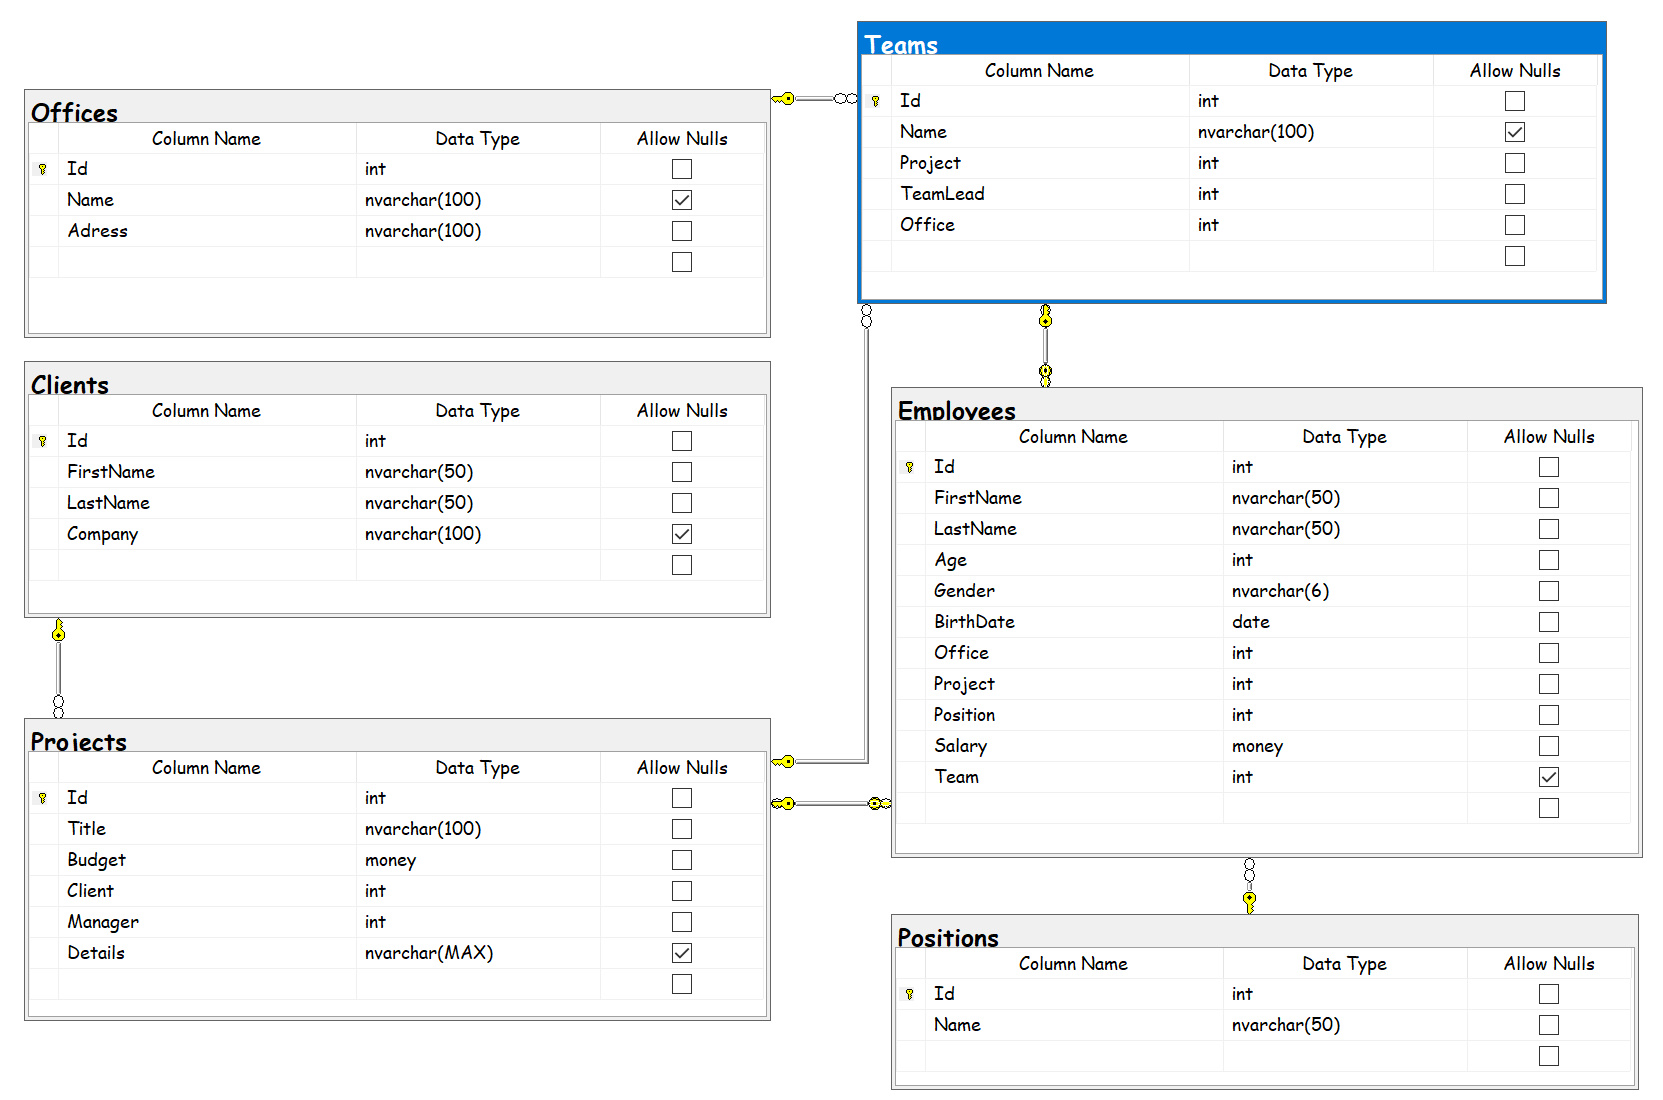 Teams
Column Name Data Type Allow Nulls
Id int
Name nvarchar(100)
Project int
TeamLead int
Office int
Offices
Column Name Data Type Allow Nulls
Id int
Name nvarchar(100)
Adress nvarchar(100)
Clients
Column Name Data Type Allow Nulls
Id int
FirstName nvarchar(50)
LastName nvarchar(50)
Company nvarchar(100)
Employees
Column Name Data Type Allow Nulls
Id int
FirstName nvarchar(50)
LastName nvarchar(50)
Age int
Gender nvarchar(6)
BirthDate date
Office int
Project int
Position int
Salary money
Team int
Projects
Column Name Data Type Allow Nulls
Id int
Title nvarchar(100)
Budget money
Client int
Manager int
Details nvarchar(MAX)
Positions
Column Name Data Type Allow Nulls
Id int
Name nvarchar(50)